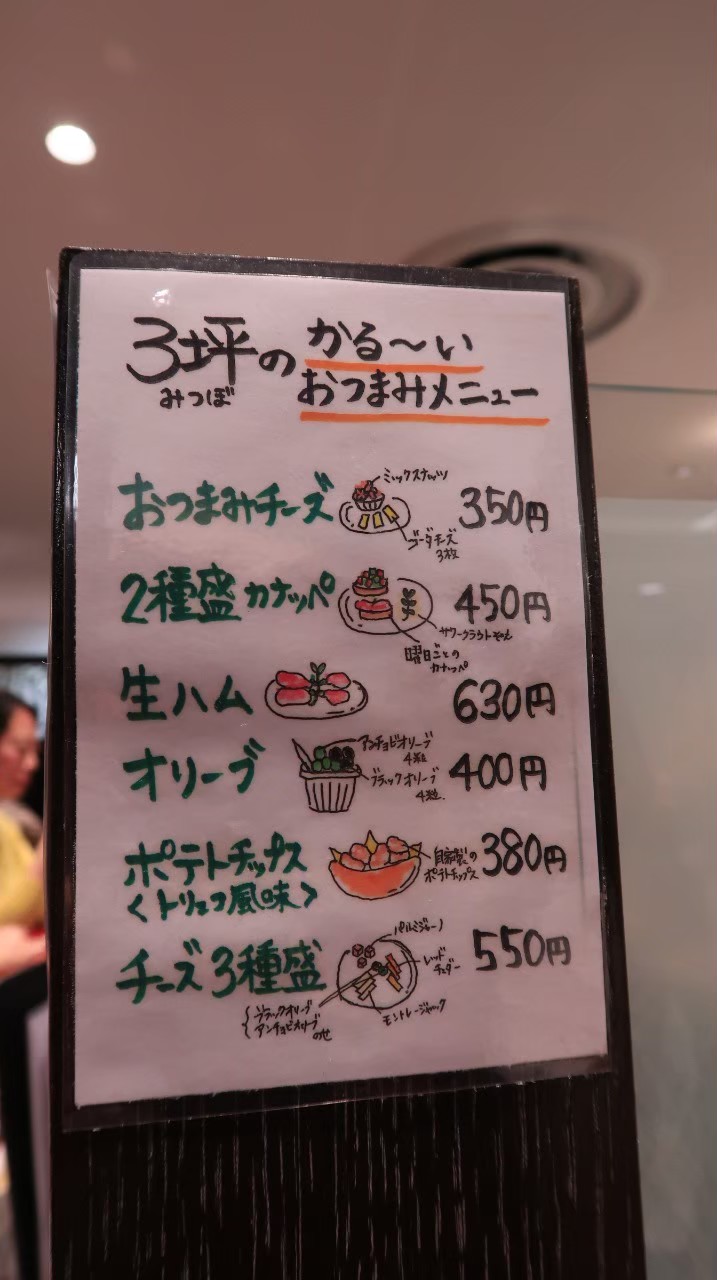 3坪の かる～い
みつぼ
おつまみメニュー
おつまみチーズ 350円
ミックスナッツ
ゴーダチーズ
3枚
2種盛カナッペ 450円
サワークラウトそえ
曜日ごとの
カナッペ
生ハム 630円
オリーブ 400円
アンチョビオリーブ
4粒
ブラックオリーブ
4粒
ポテトチップス 380円
<トリュフ風味>
自家製の
ポテトチップス
チーズ3種盛 550円
パルミジャーノ
レッド
チェダー
モントレージャック
ブラックオリーブ
アンチョビオリーブ
のせ